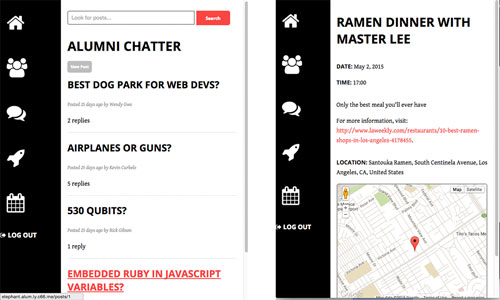 Look for posts...
Search
ALUMNI CHATTER
New Post
BEST DOG PARK FOR WEB DEVS?
Posted 25 days ago by Wendy Gee
2 replies
AIRPLANES OR GUNS?
Posted 25 days ago by Kevin Curbelo
5 replies
530 QUBITS?
Posted 25 days ago by Rick Gibson
1 reply
EMBEDDED RUBY IN JAVASCRIPT
VARIABLES?
LOG OUT
elephant.alum.ly.c66.me/posts/1
RAMEN DINNER WITH
MASTER LEE
DATE: May 2, 2015
TIME: 17:00
Only the best meal you'll ever have
For more information, visit:
http://www.laweekly.com/restaurants/10-best-ramen-
shops-in-los-angeles-4178455.
LOCATION: Santouka Ramen, South Centinela Avenue, Los
Angeles, CA, United States
Map
Satellite
LOG OUT